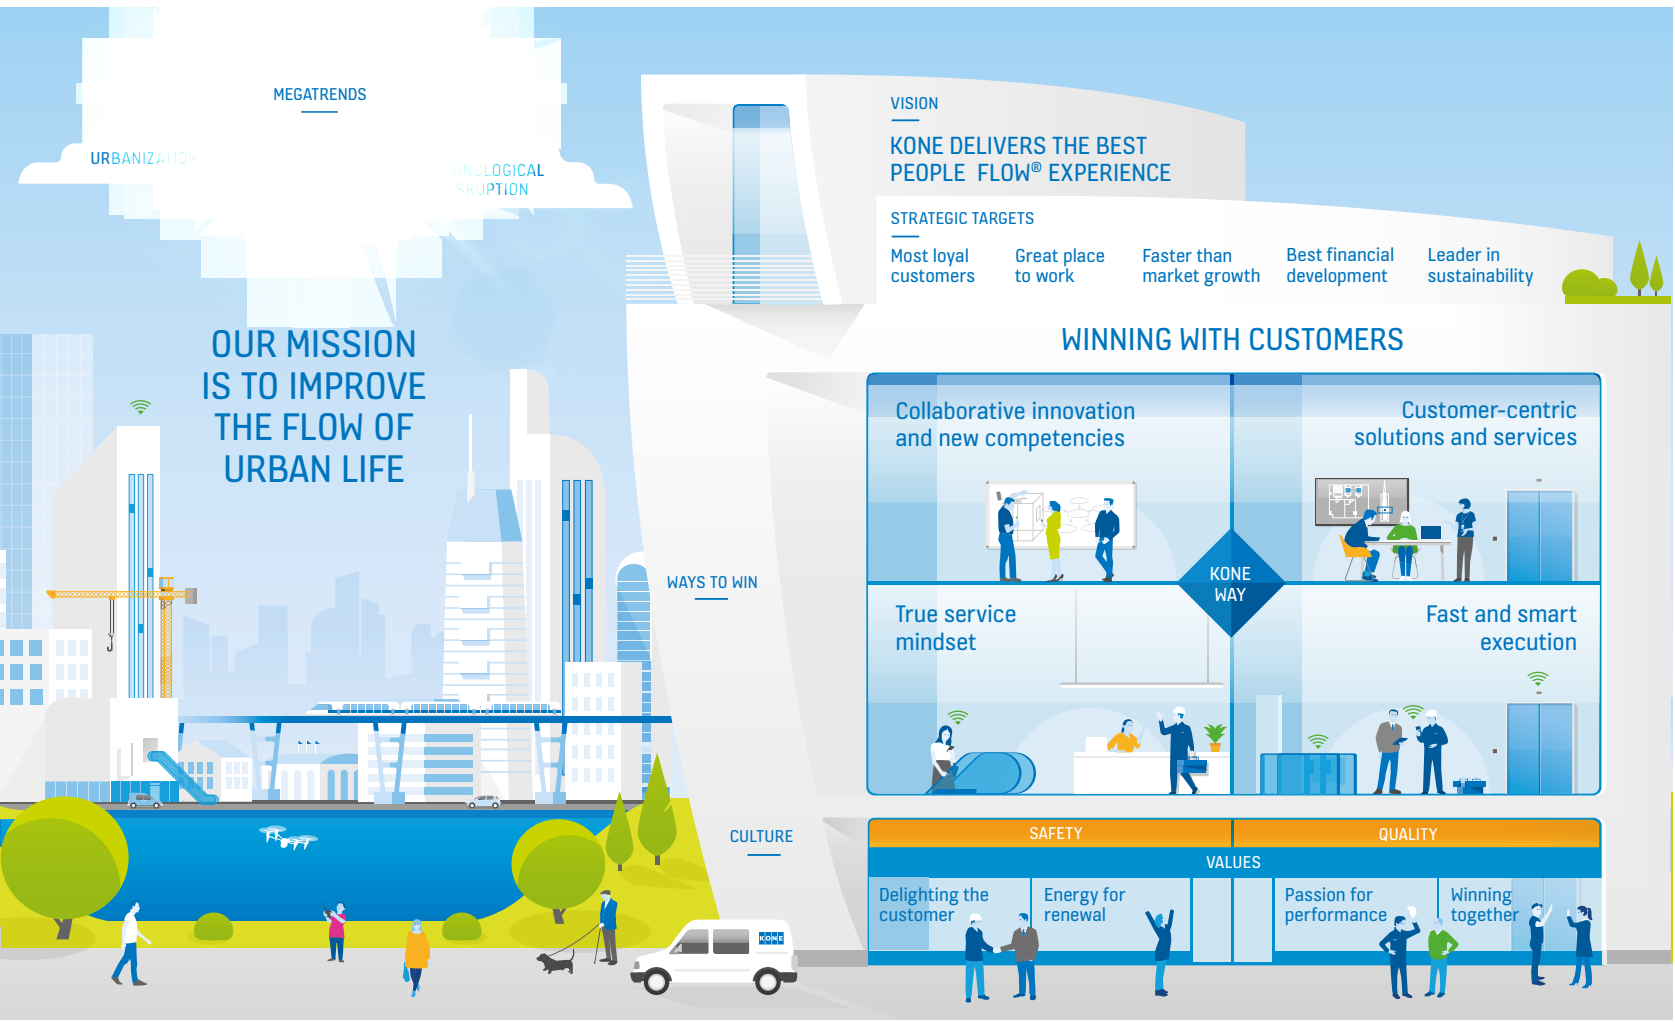 MEGATRENDS
URBANIZATION
OUR MISSION
IS TO IMPROVE
THE FLOW OF
URBAN LIFE
VISION
KONE DELIVERS THE BEST
PEOPLE FLOW® EXPERIENCE
STRATEGIC TARGETS
Most loyal
customers
Great place
to work
Faster than
market growth
Best financial
development
Leader in
sustainability
WINNING WITH CUSTOMERS
WAYS TO WIN
Collaborative innovation
and new competencies
Customer-centric
solutions and services
KONE
WAY
True service
mindset
Fast and smart
execution
CULTURE
SAFETY
QUALITY
VALUES
Delighting the
customer
Energy for
renewal
Passion for
performance
Winning
together
KONE